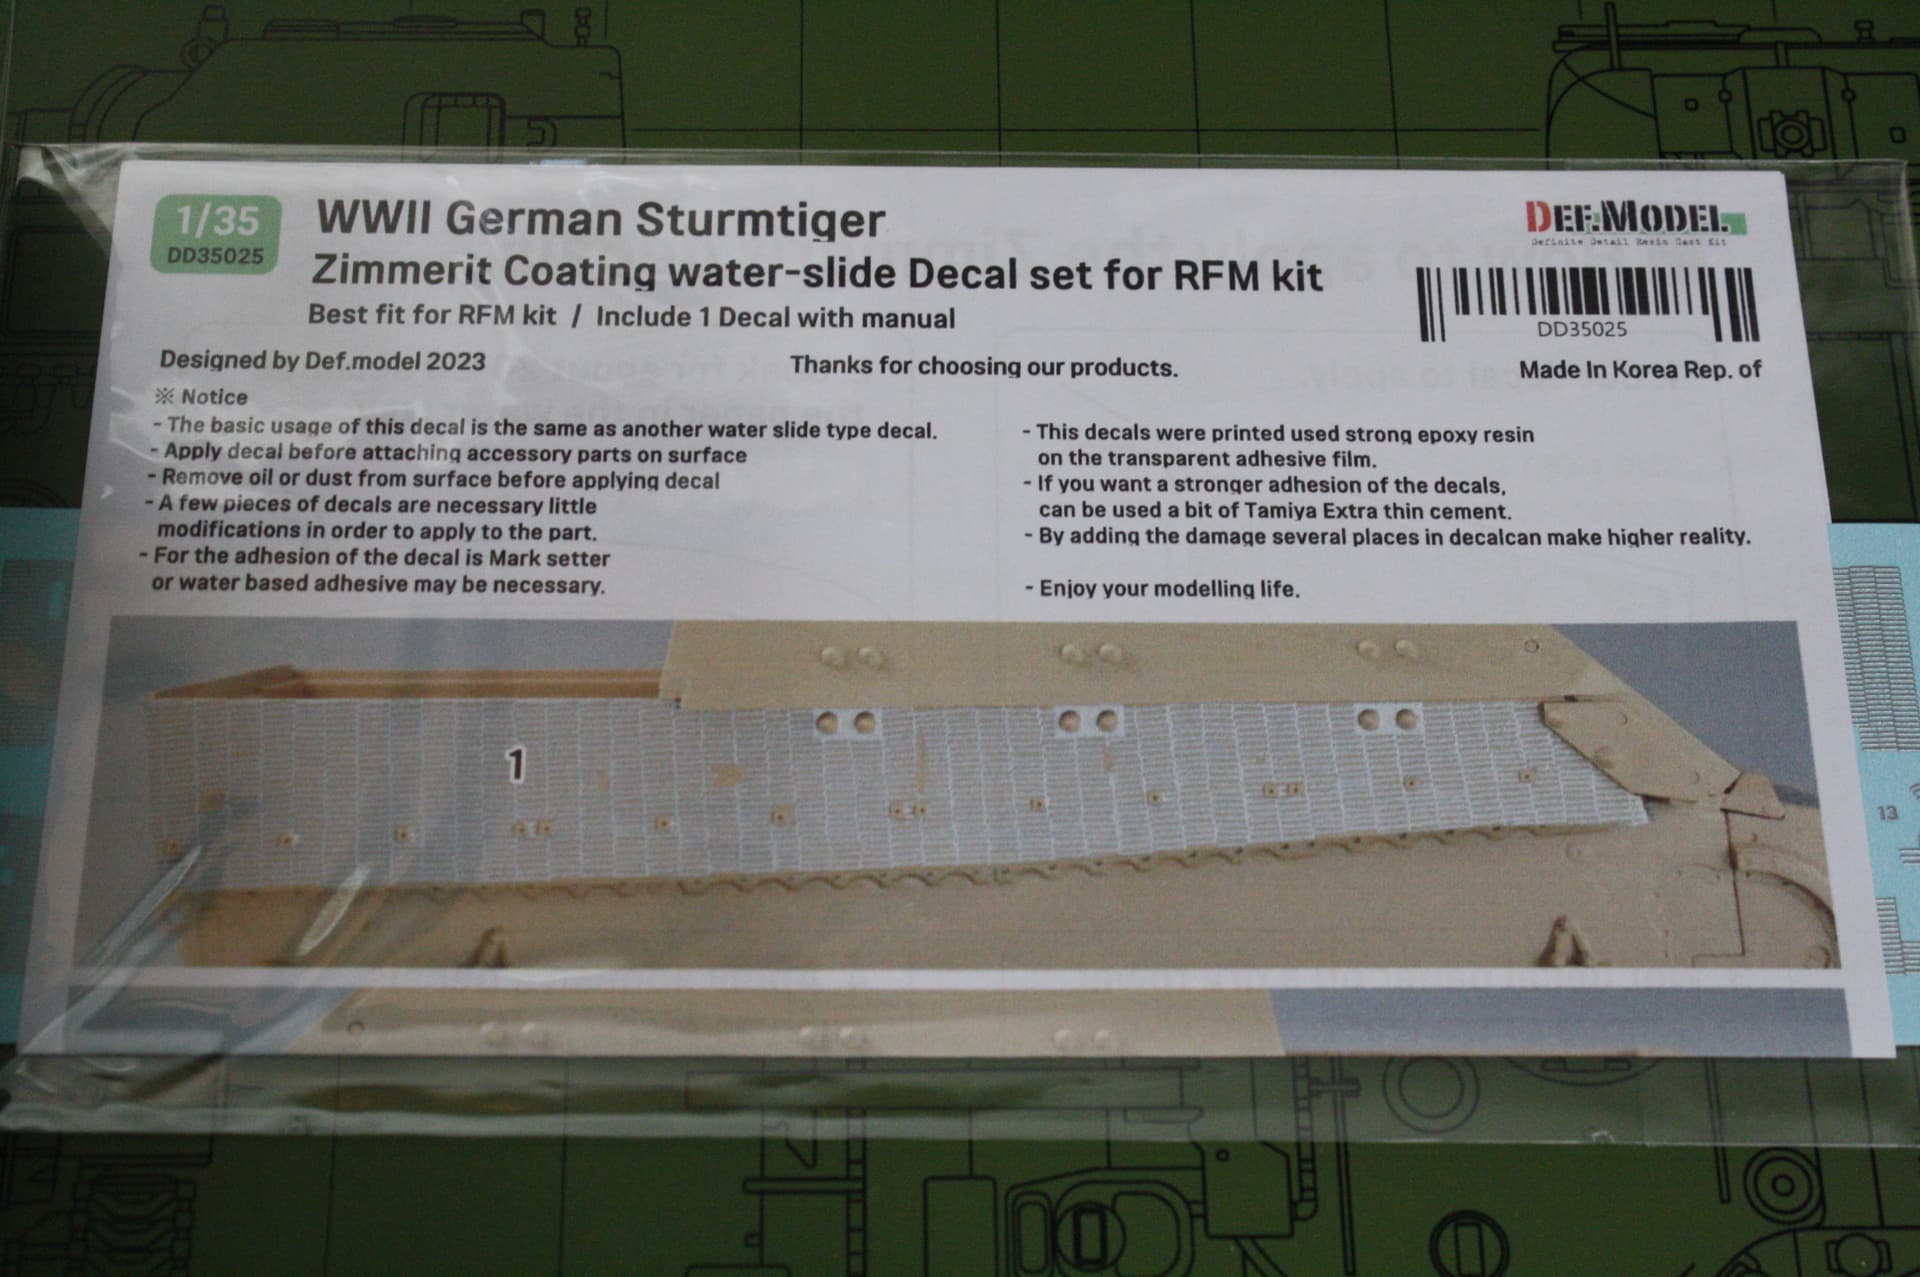 1/35
DD35025
WWII German Sturmtiger
Zimmerit Coating water-slide Decal set for RFM kit
Best fit for RFM kit / Include 1 Decal with manual
DEF.MODEL
Definite Detail Resin Cast Kit
DD35025
Designed by Def.model 2023
Thanks for choosing our products.
Made In Korea Rep. of
※ Notice
- The basic usage of this decal is the same as another water slide type decal.
- Apply decal before attaching accessory parts on surface
- Remove oil or dust from surface before applying decal
- A few pieces of decals are necessary little
modifications in order to apply to the part.
- For the adhesion of the decal is Mark setter
or water based adhesive may be necessary.
- This decals were printed used strong epoxy resin
on the transparent adhesive film.
- If you want a stronger adhesion of the decals,
can be used a bit of Tamiya Extra thin cement.
- By adding the damage several places in decalcan make higher reality.
- Enjoy your modelling life.
1
13